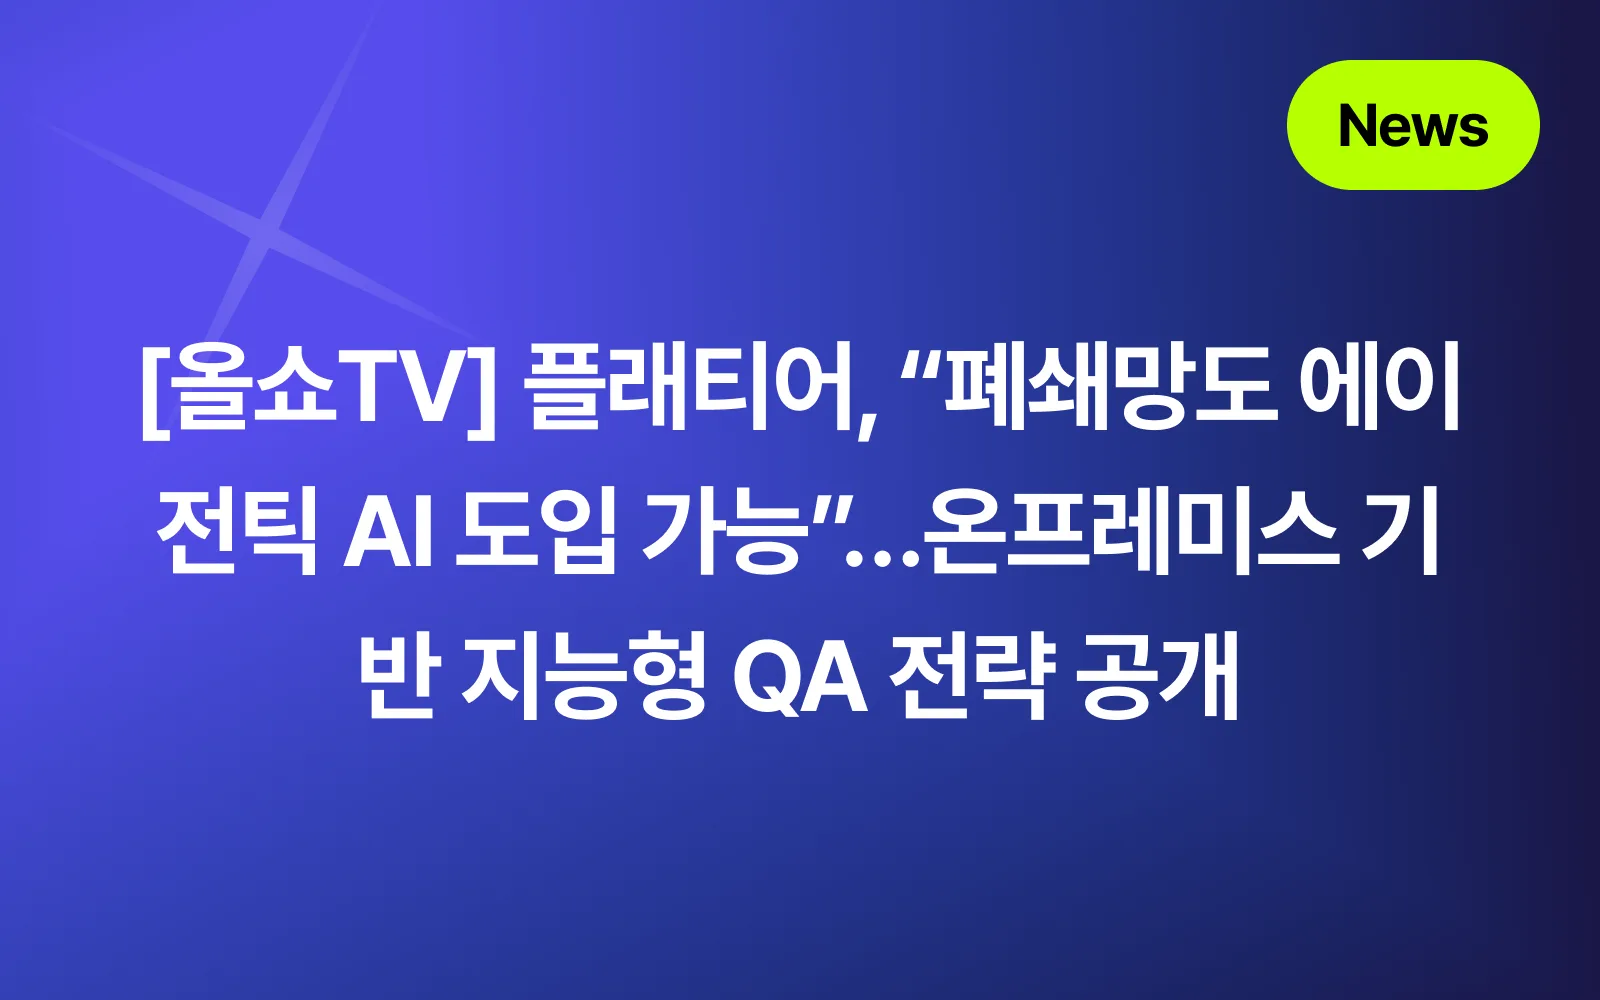 News
[올쇼TV] 플래티어, “폐쇄망도 에이
전틱 AI 도입 가능”...온프레미스 기
반 지능형 QA 전략 공개